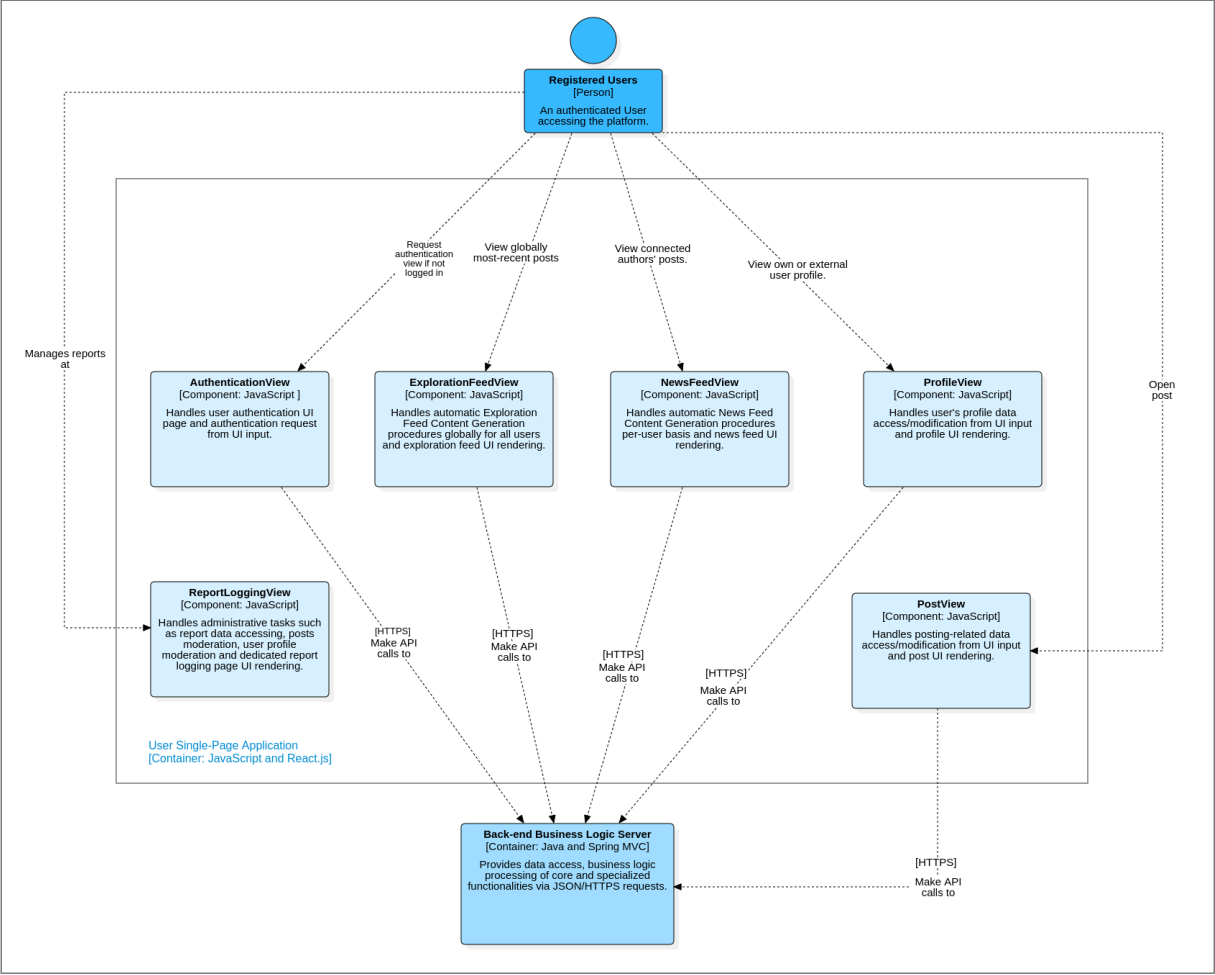 Registered Users
[Person]
An authenticated User
accessing the platform.
Request
authentication
view if not
logged in
View globally
most-recent posts
View connected
authors' posts.
View own or external
user profile.
Manages reports
at
Open
post
AuthenticationView
[Component: JavaScript ]
Handles user authentication UI
page and authentication request
from UI input.
ExplorationFeedView
[Component: JavaScript]
Handles automatic Exploration
Feed Content Generation
procedures globally for all users
and exploration feed UI rendering.
NewsFeedView
[Component: JavaScript]
Handles automatic News Feed
Content Generation procedures
per-user basis and news feed UI
rendering.
ProfileView
[Component: JavaScript]
Handles user's profile data
access/modification from UI input
and profile UI rendering.
ReportLoggingView
[Component: JavaScript]
Handles administrative tasks such
as report data accessing, posts
moderation, user profile
moderation and dedicated report
logging page UI rendering.
PostView
[Component: JavaScript]
Handles posting-related data
access/modification from UI input
and post UI rendering.
[HTTPS]
Make API
calls to
[HTTPS]
Make API
calls to
[HTTPS]
Make API
calls to
[HTTPS]
Make API
calls to
User Single-Page Application
[Container: JavaScript and React.js]
Back-end Business Logic Server
[Container: Java and Spring MVC]
Provides data access, business logic
processing of core and specialized
functionalities via JSON/HTTPS requests.
[HTTPS]
Make API
calls to